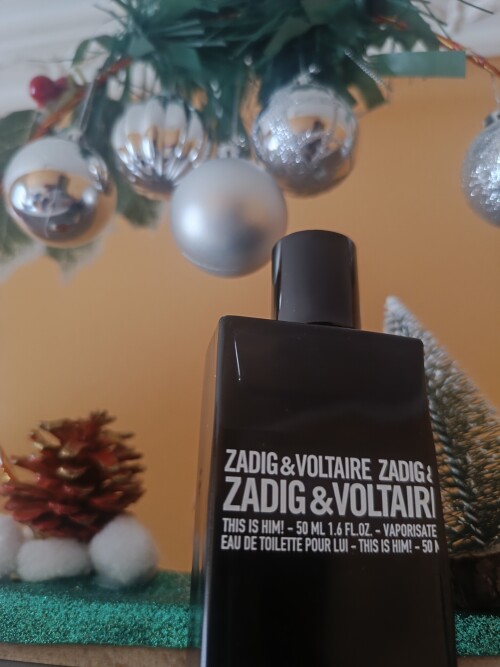 ZADIG&VOLTAIRE ZADIG&
ZADIG&VOLTAIR
THIS IS HIM! - 50 ML 1.6 FL.OZ. - VAPORISATE
EAU DE TOILETTE POUR LUI - THIS IS HIM! - 50 M